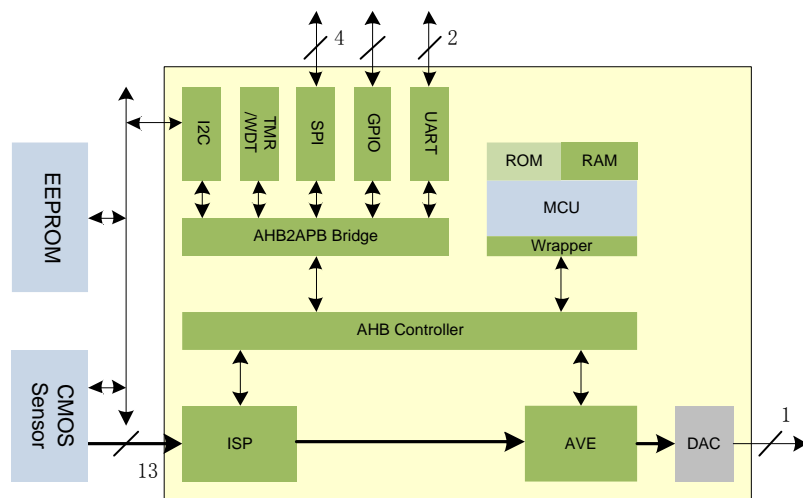 4
2
I2C
TMR
/WDT
SPI
GPIO
UART
ROM
RAM
MCU
Wrapper
EEPROM
AHB2APB Bridge
AHB Controller
CMOS
Sensor
13
ISP
AVE
DAC
1